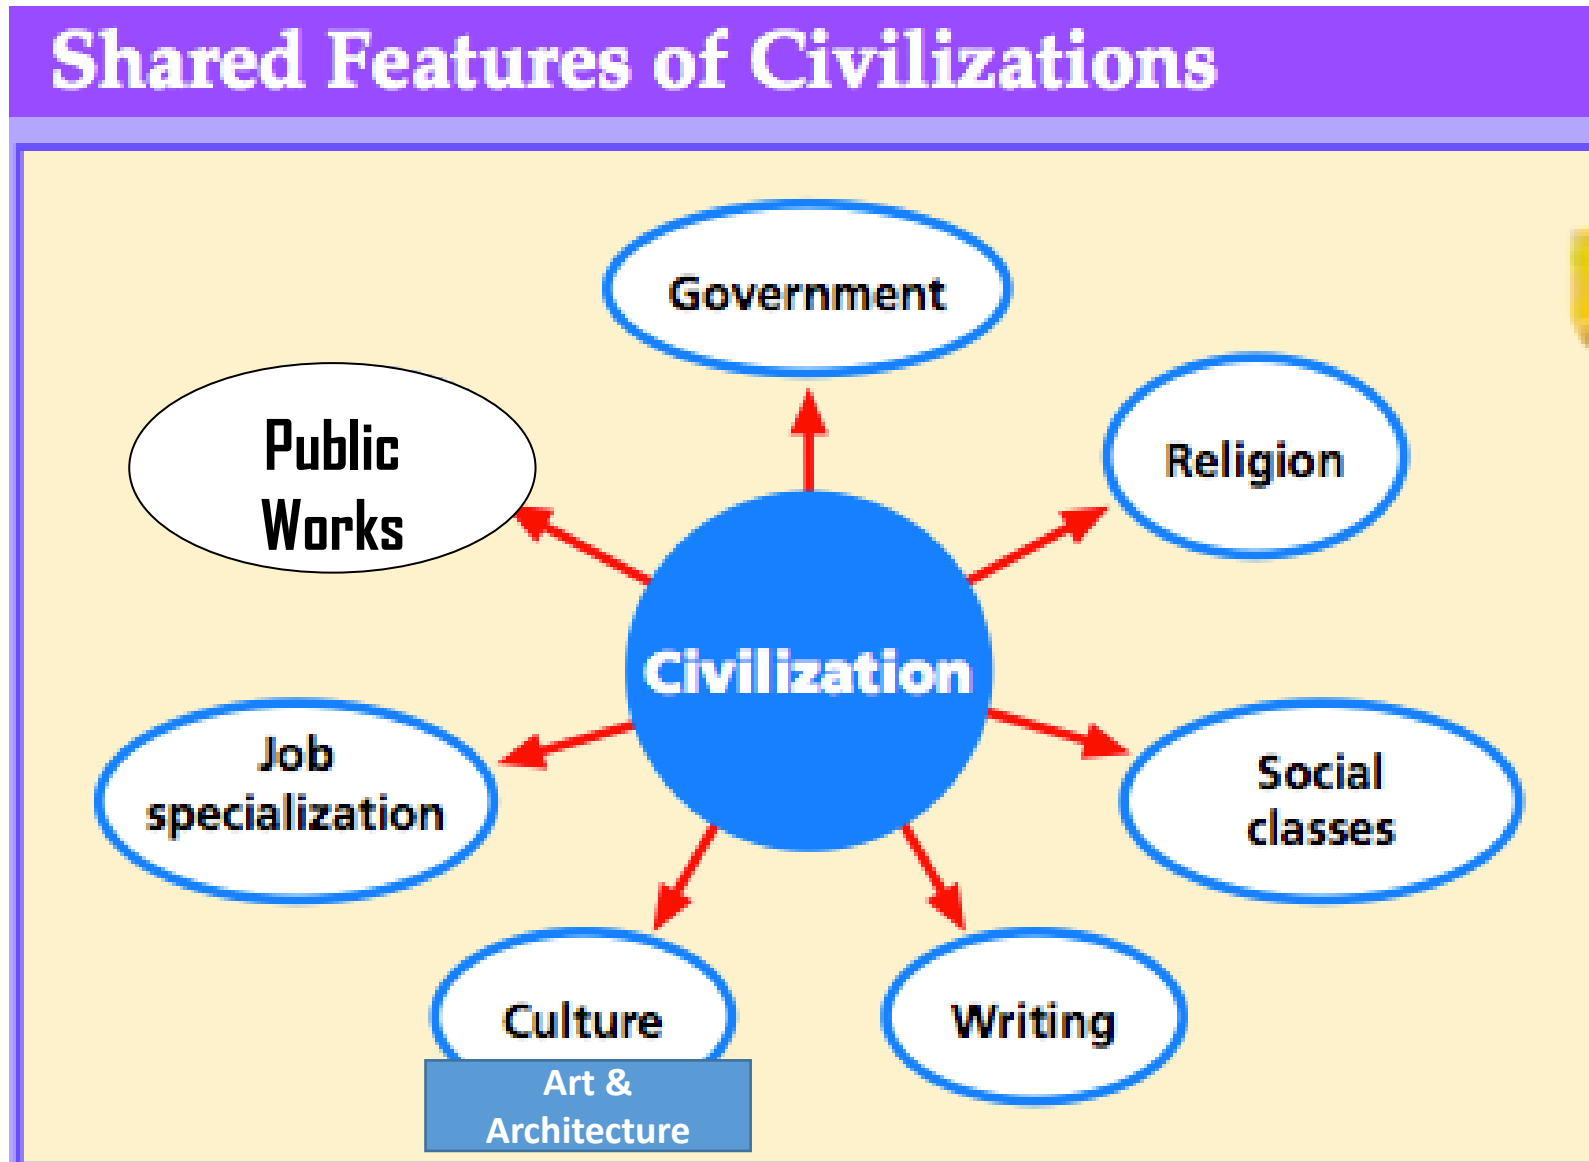 Shared Features of Civilizations
Government
Public
Works
Religion
Civilization
Job
specialization
Social
classes
Culture
Art &
Architecture
Writing